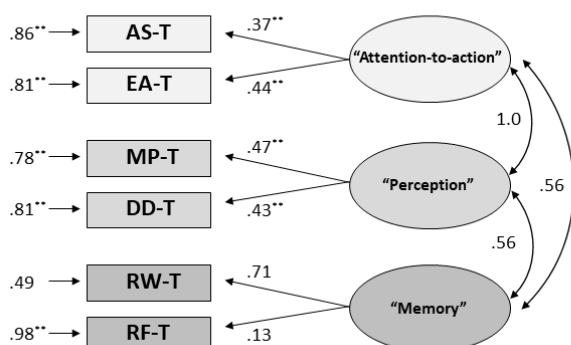 .86** AS-T .37** "Attention-to-action"
.81** EA-T .44**
1.0
.78** MP-T .47** "Perception" .56
.81** DD-T .43**
.56
.49 RW-T .71 "Memory"
.98** RF-T .13